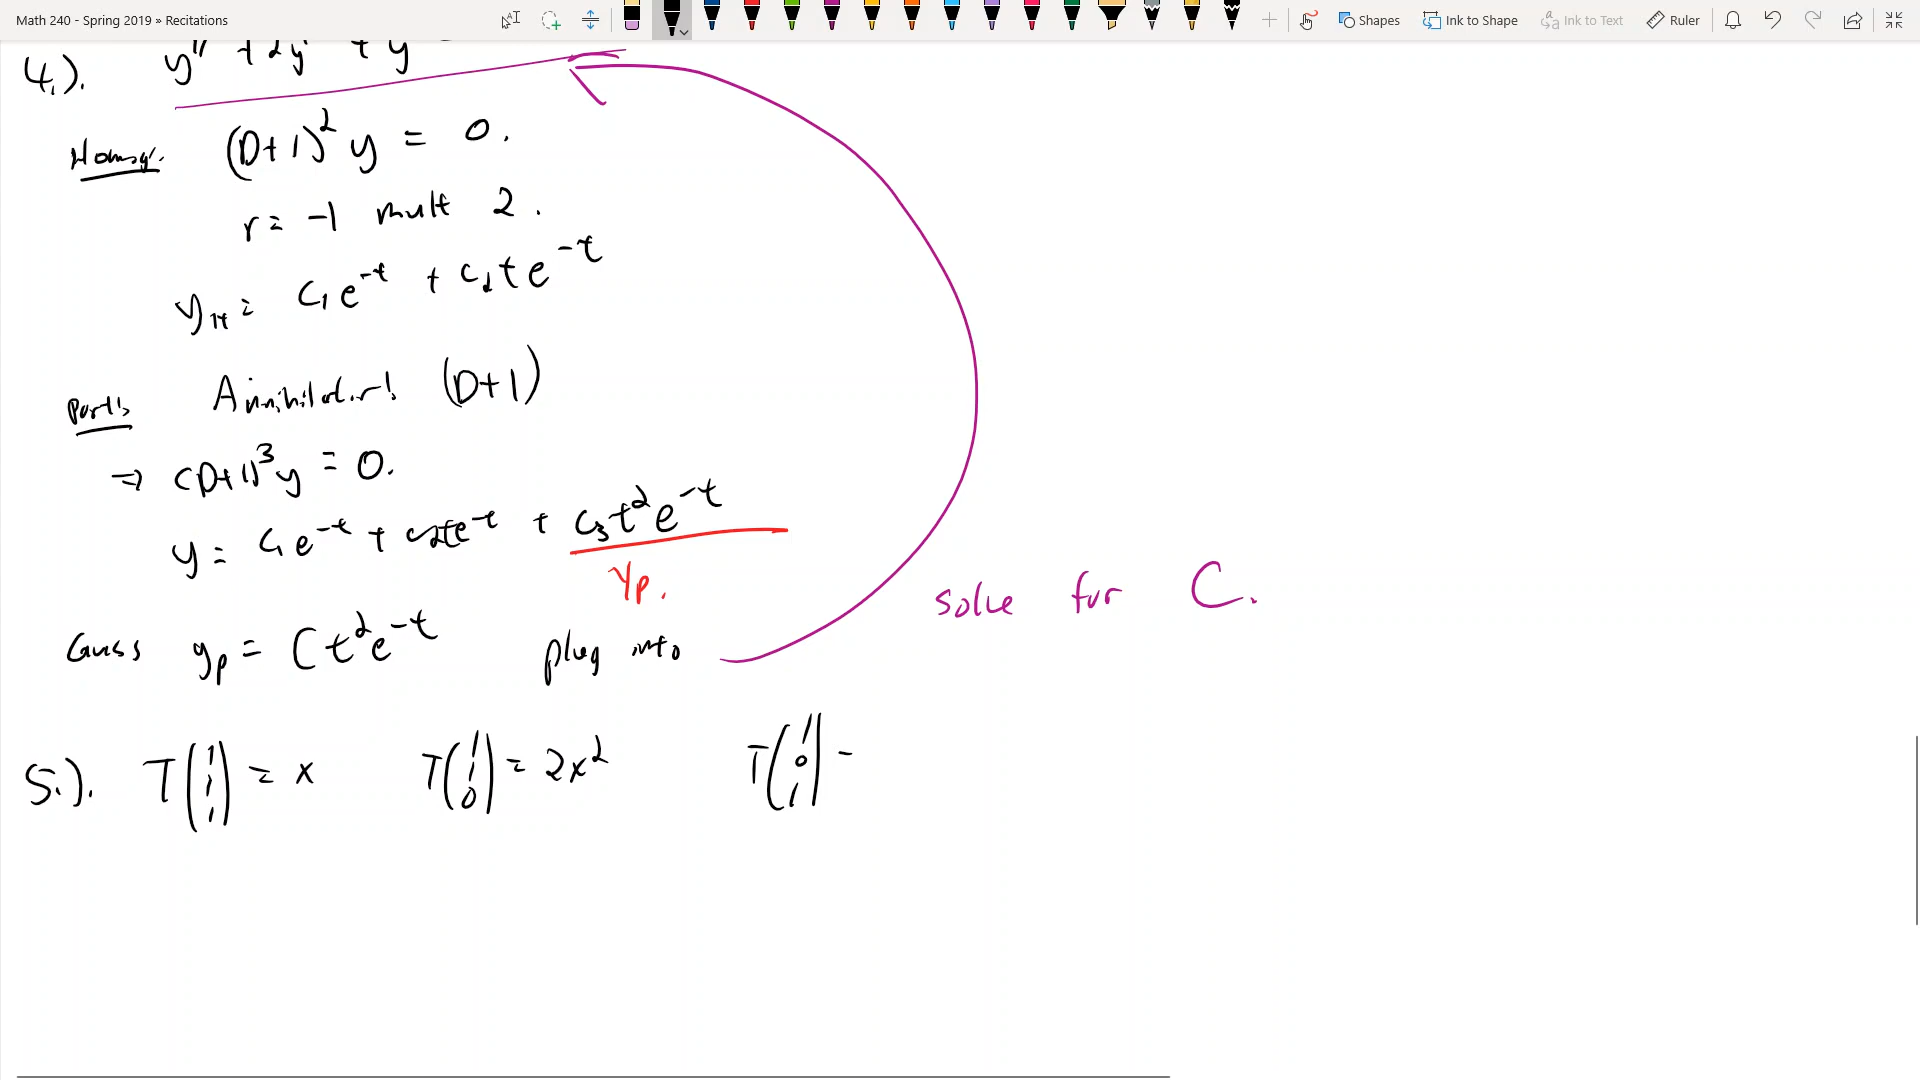 Math 240 - Spring 2019 » Recitations
Shapes
Ink to Shape
Ink to Text
Ruler
4.). y'' + 2y' + y
Homog: (D+1)² y = 0.
r = -1 mult 2.
y_H = c₁e^-t + c₂te^-t
Part: Annihilator: (D+1)
⇒ (D+1)³y = 0.
y = c₁e^-t + c₂te^-t + c₃t²e^-t
y_p.
solve for C.
Guess y_p = Ct²e^-t plug into
5.). T(1 1 1) = x T(1 1 0) = 2x² T(1 0 1) -